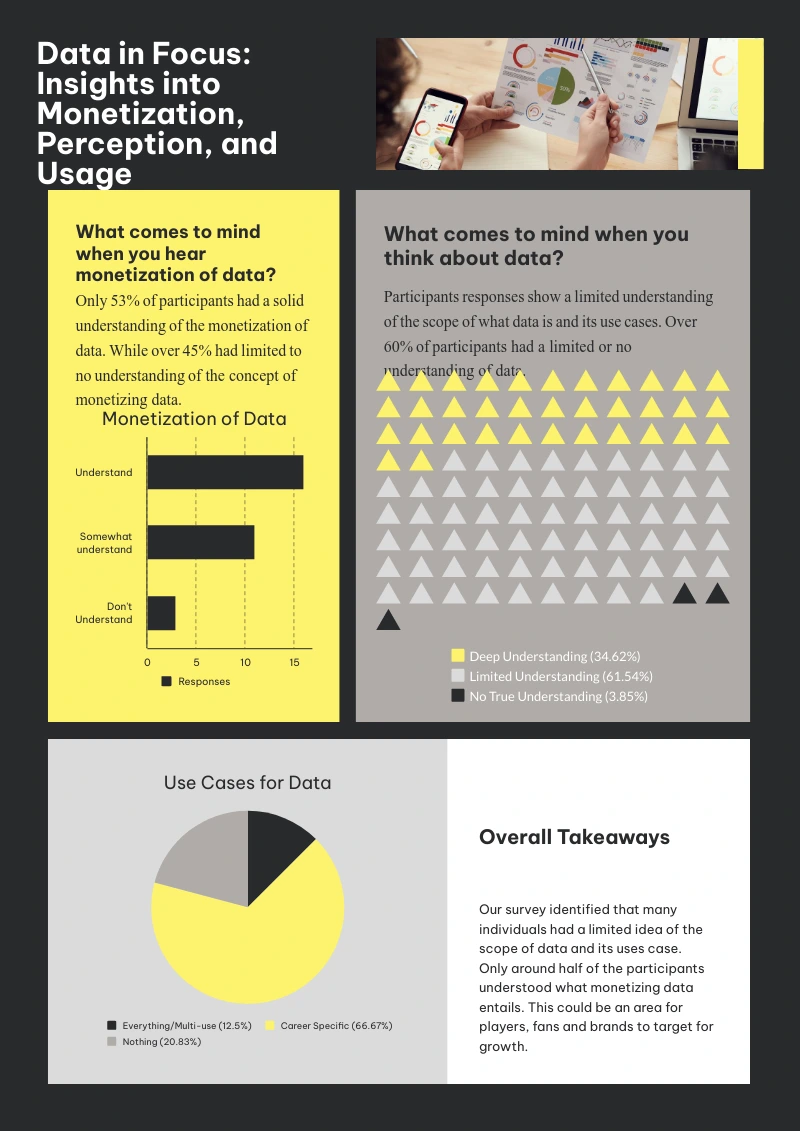 Data in Focus:
Insights into
Monetization,
Perception, and
Usage
What comes to mind
when you hear
monetization of data?
Only 53% of participants had a solid
understanding of the monetization of
data. While over 45% had limited to
no understanding of the concept of
monetizing data.
Monetization of Data
Understand
Somewhat
understand
Don't
Understand
0 5 10 15
Responses
What comes to mind when you
think about data?
Participants responses show a limited understanding
of the scope of what data is and its use cases. Over
60% of participants had a limited or no
understanding of data.
Deep Understanding (34.62%)
Limited Understanding (61.54%)
No True Understanding (3.85%)
Use Cases for Data
Everything/Multi-use (12.5%) Career Specific (66.67%)
Nothing (20.83%)
Overall Takeaways
Our survey identified that many
individuals had a limited idea of the
scope of data and its uses case.
Only around half of the participants
understood what monetizing data
entails. This could be an area for
players, fans and brands to target for
growth.